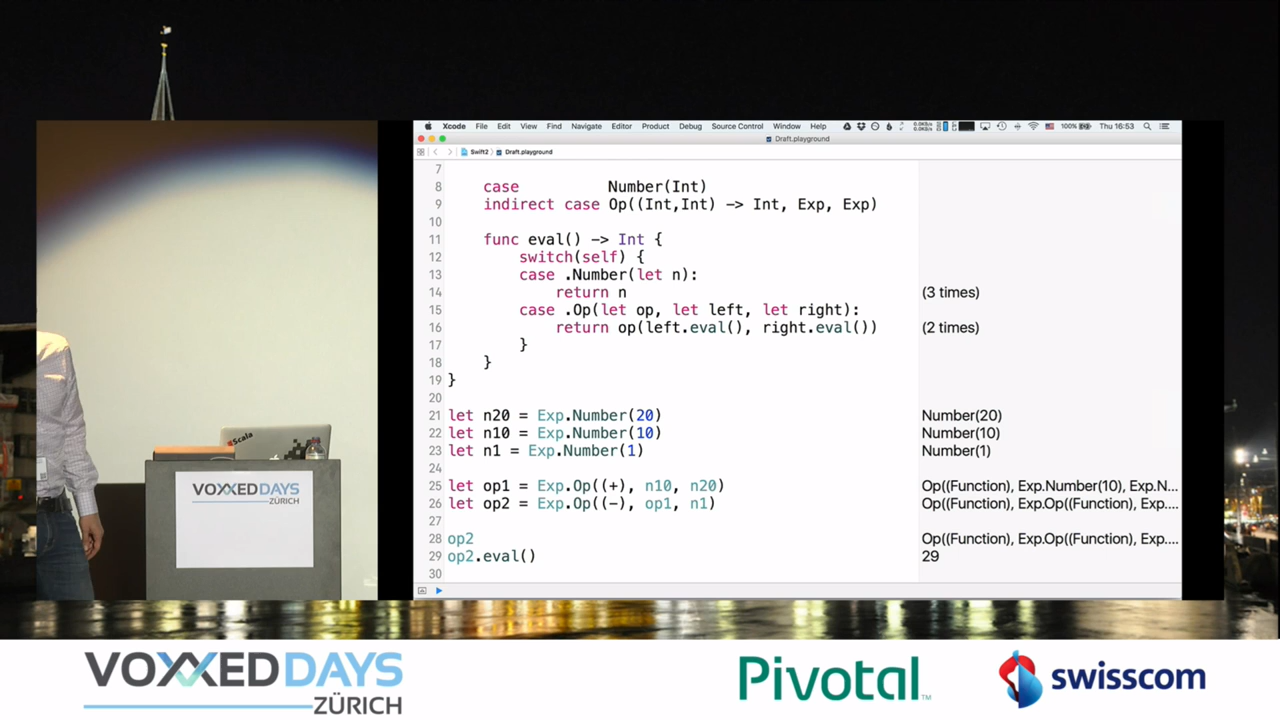 Xcode File Edit View Find Navigate Editor Product Debug Source Control Window Help 100% Thu 16:53
Draft.playground
Swift2 Draft.playground
7
8 case Number(Int)
9 indirect case Op((Int,Int) -> Int, Exp, Exp)
10
11 func eval() -> Int {
12 switch(self) {
13 case .Number(let n):
14 return n (3 times)
15 case .Op(let op, let left, let right):
16 return op(left.eval(), right.eval()) (2 times)
17 }
18 }
19 }
20
21 let n20 = Exp.Number(20) Number(20)
22 let n10 = Exp.Number(10) Number(10)
23 let n1 = Exp.Number(1) Number(1)
24
25 let op1 = Exp.Op((+), n10, n20) Op((Function), Exp.Number(10), Exp.N...
26 let op2 = Exp.Op((-), op1, n1) Op((Function), Exp.Op((Function), Exp....
27
28 op2 Op((Function), Exp.Op((Function), Exp....
29 op2.eval() 29
30
Scala
VOXXED DAYS
ZÜRICH
VOXXED DAYS
ZÜRICH
Pivotal™
swisscom